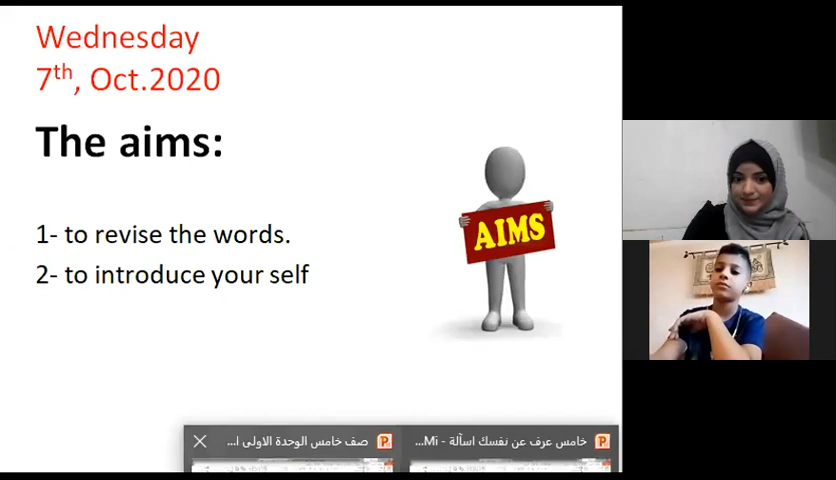 Wednesday
7th, Oct.2020
The aims:
AIMS
1- to revise the words.
2- to introduce your self
صف خامس الوحدة الاولى ا...
خامس عرف عن نفسك اسألة - Mi...